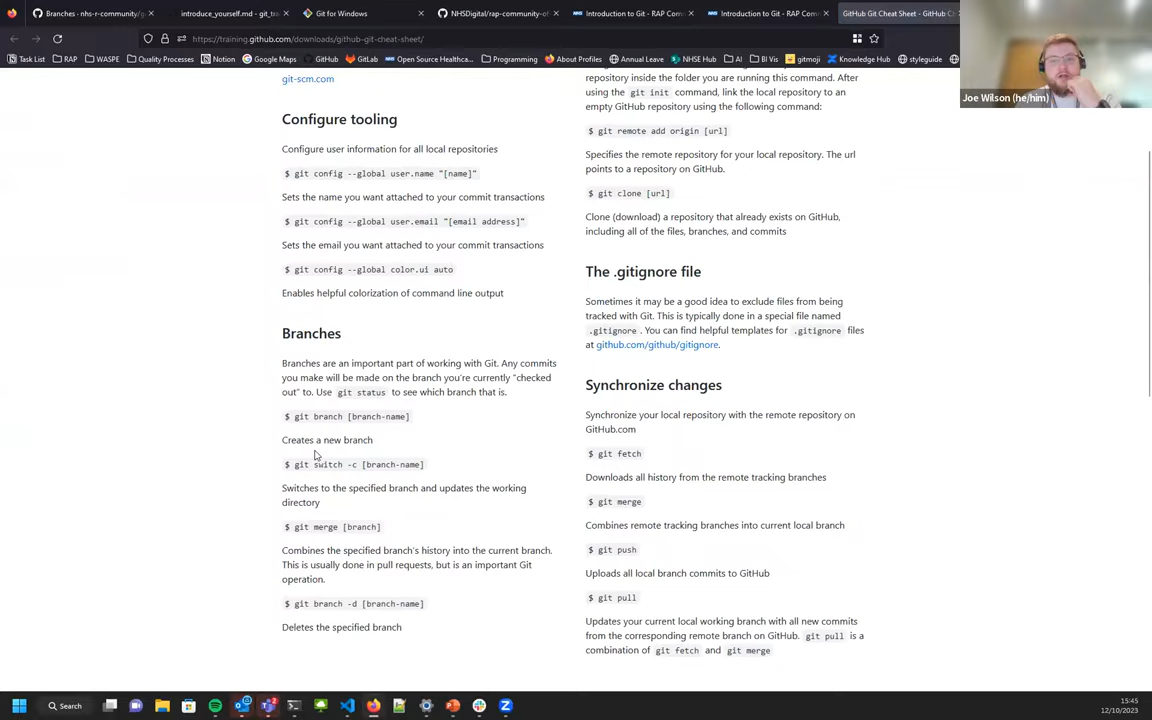 Branches - nhs-r-community/g
introduce_yourself.md - git_tra
Git for Windows
NHSDigital/rap-community-of
Introduction to Git - RAP Com
Introduction to Git - RAP Com
GitHub Git Cheat Sheet - GitHub C
https://training.github.com/downloads/github-git-cheat-sheet/
Task List
RAP
WASPE
Quality Processes
Notion
Google Maps
GitHub
GitLab
Open Source Healthca...
Programming
About Profiles
Annual Leave
NHSE Hub
AI
BI Vis
gitmoji
Knowledge Hub
styleguide
Joe Wilson (he/him)
git-scm.com
Configure tooling
Configure user information for all local repositories
$ git config --global user.name "[name]"
Sets the name you want attached to your commit transactions
$ git config --global user.email "[email address]"
Sets the email you want attached to your commit transactions
$ git config --global color.ui auto
Enables helpful colorization of command line output
Branches
Branches are an important part of working with Git. Any commits
you make will be made on the branch you're currently "checked
out" to. Use git status to see which branch that is.
$ git branch [branch-name]
Creates a new branch
$ git switch -c [branch-name]
Switches to the specified branch and updates the working
directory
$ git merge [branch]
Combines the specified branch's history into the current branch.
This is usually done in pull requests, but is an important Git
operation.
$ git branch -d [branch-name]
Deletes the specified branch
repository inside the folder you are running this command. After
using the git init command, link the local repository to an
empty GitHub repository using the following command:
$ git remote add origin [url]
Specifies the remote repository for your local repository. The url
points to a repository on GitHub.
$ git clone [url]
Clone (download) a repository that already exists on GitHub,
including all of the files, branches, and commits
The .gitignore file
Sometimes it may be a good idea to exclude files from being
tracked with Git. This is typically done in a special file named
.gitignore . You can find helpful templates for .gitignore files
at github.com/github/gitignore.
Synchronize changes
Synchronize your local repository with the remote repository on
GitHub.com
$ git fetch
Downloads all history from the remote tracking branches
$ git merge
Combines remote tracking branches into current local branch
$ git push
Uploads all local branch commits to GitHub
$ git pull
Updates your current local working branch with all new commits
from the corresponding remote branch on GitHub. git pull is a
combination of git fetch and git merge
Search
15:45
12/10/2023